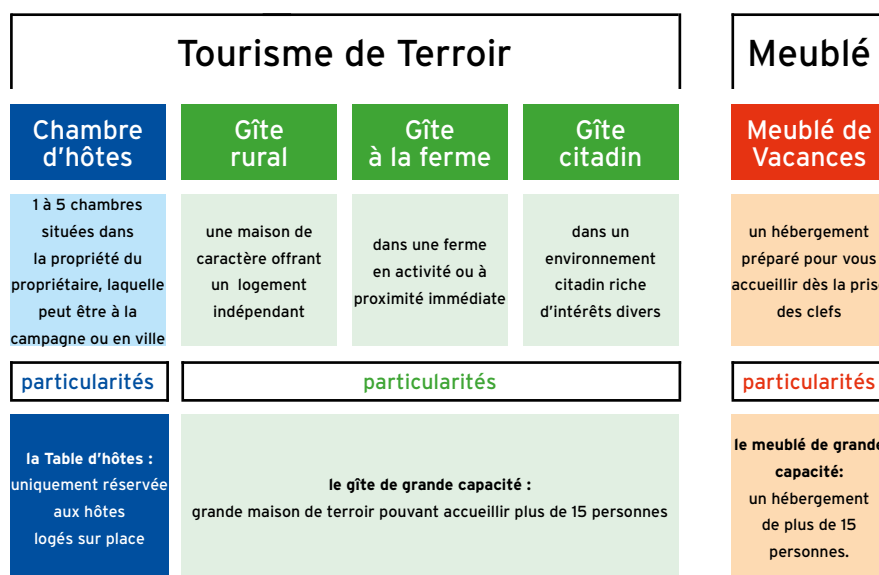 Tourisme de Terroir
Meublé
Chambre
d'hôtes
Gîte
rural
Gîte
à la ferme
Gîte
citadin
Meublé de
Vacances
1 à 5 chambres
situées dans
la propriété du
propriétaire, laquelle
peut être à la
campagne ou en ville
une maison de
caractère offrant
un logement
indépendant
dans une ferme
en activité ou à
proximité immédiate
dans un
environnement
citadin riche
d'intérêts divers
un hébergement
préparé pour vous
accueillir dès la prise
des clefs
particularités
particularités
particularités
la Table d'hôtes :
uniquement réservée
aux hôtes
logés sur place
le gîte de grande capacité :
grande maison de terroir pouvant accueillir plus de 15 personnes
le meublé de grande
capacité:
un hébergement
de plus de 15
personnes.